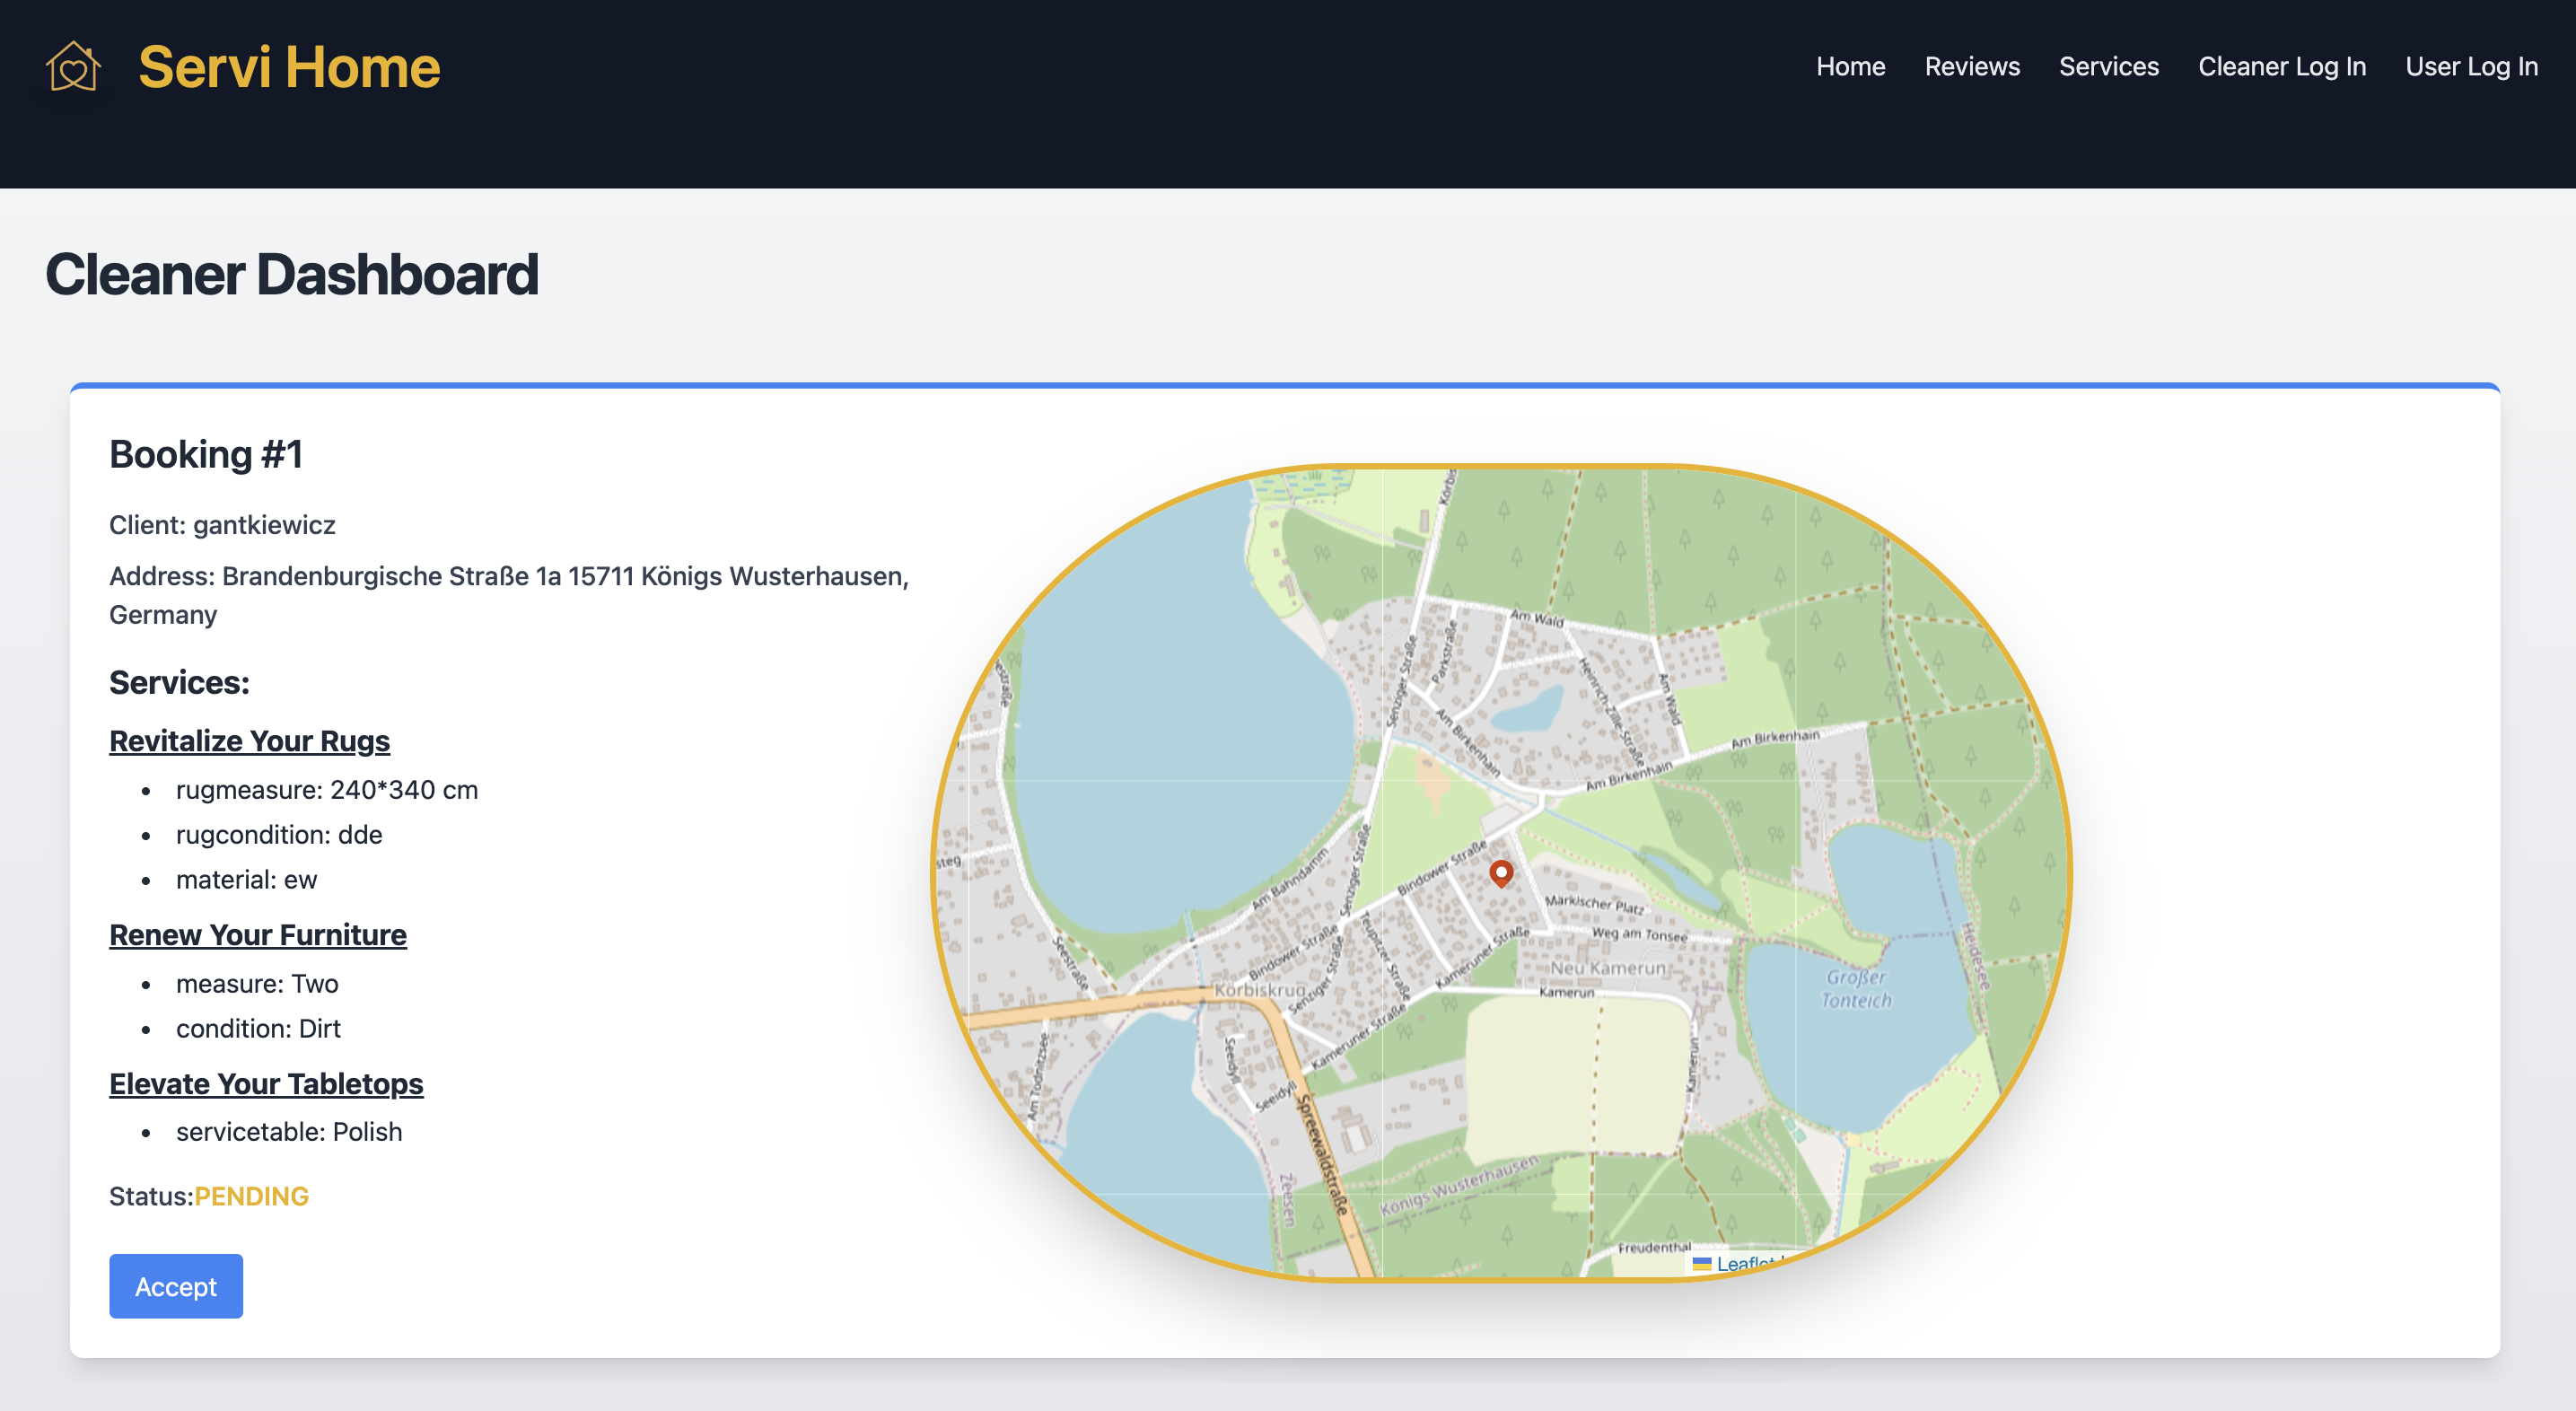 Servi Home
Home Reviews Services Cleaner Log In User Log In
Cleaner Dashboard
Booking #1
Client: gantkiewicz
Address: Brandenburgische Straße 1a 15711 Königs Wusterhausen,
Germany
Services:
Revitalize Your Rugs
• rugmeasure: 240*340 cm
• rugcondition: dde
• material: ew
Renew Your Furniture
• measure: Two
• condition: Dirt
Elevate Your Tabletops
• servicetable: Polish
Status:PENDING
Accept
Am Wald
Parkstraße
Senziger Straße
Heinrich-Zille-Straße
Am Wald
Am Birkenhain
Am Birkenhain
Am Birkenhain
Senziger Straße
Am Bahndamm
Bindower Straße
Märkischer Platz
Weg am Tonsee
Heidesee
Bindower Straße
Teupitzer Straße
Kameruner Straße
Neu Kamerun
Großer
Tonteich
Seestraße
Körbiskrug
Senziger Straße
Kamerun
Kameruner Straße
Kamerun
Am Todnitzsee
Seeidyll
Seeidyll
Spreewaldstraße
Zeesen
Königs Wusterhausen
Freudenthal
Leaflet